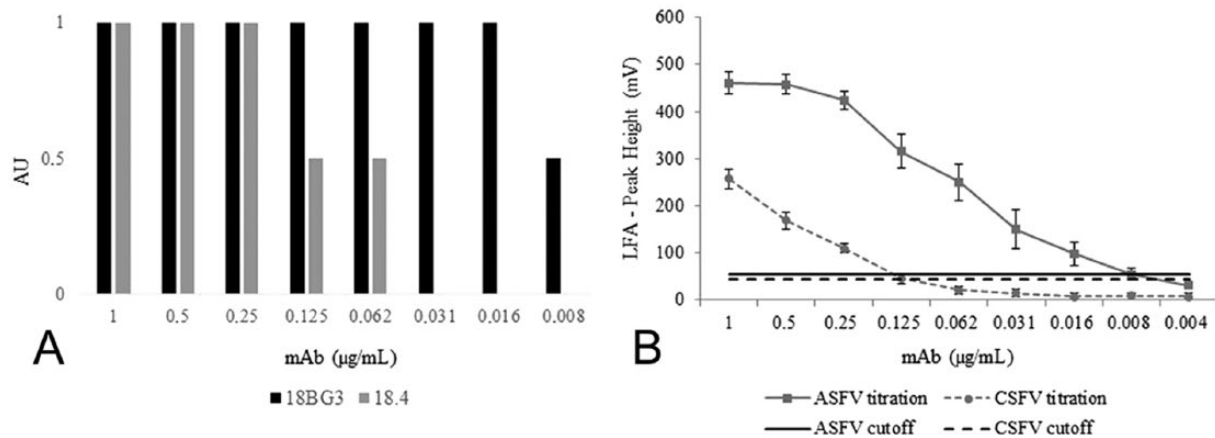 1
0.5
0
AU
1 0.5 0.25 0.125 0.062 0.031 0.016 0.008
mAb (µg/mL)
18BG3 18.4
A
600
500
400
300
200
100
0
LFA - Peak Height (mV)
1 0.5 0.25 0.125 0.062 0.031 0.016 0.008 0.004
mAb (µg/mL)
ASFV titration CSFV titration
ASFV cutoff CSFV cutoff
B